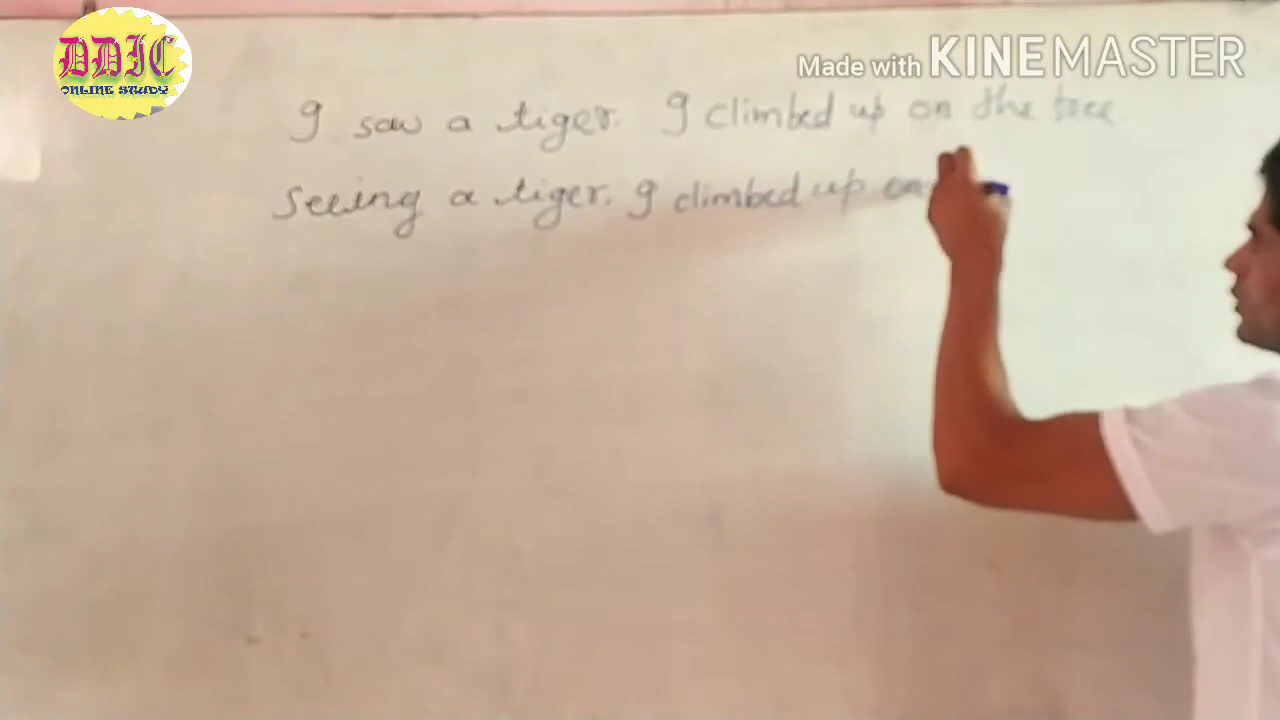 DDIC
ONLINE STUDY
Made with KINEMASTER
I saw a tiger. I climbed up on the tree.
Seeing a tiger. I climbed up on